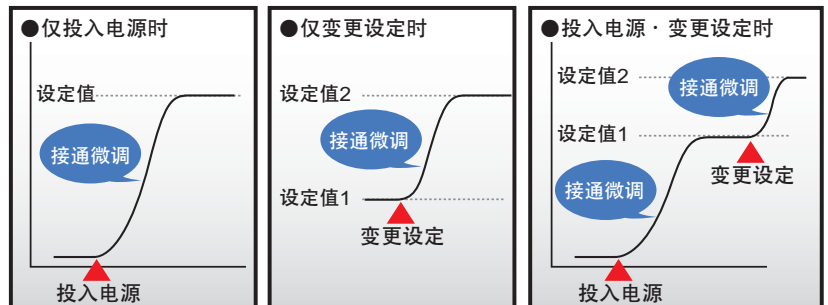 ●仅投入电源时
设定值
接通微调
投入电源
●仅变更设定时
设定值2
接通微调
设定值1
变更设定
●投入电源·变更设定时
设定值2
接通微调
设定值1
变更设定
接通微调
投入电源